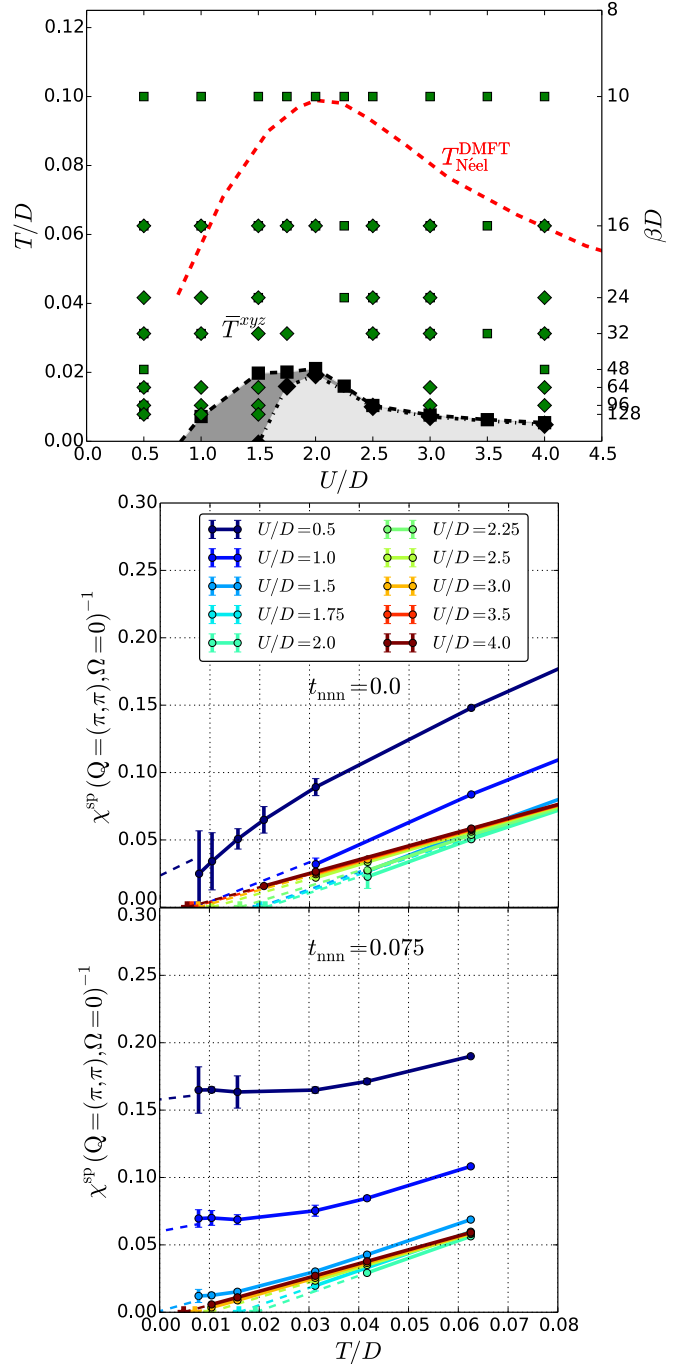 0.12
0.10
0.08
0.06
0.04
0.02
0.00
T/D
8
10
16
24
32
48
64
96
128
βD
T_Néel^DMFT
T̅^xyz
0.0 0.5 1.0 1.5 2.0 2.5 3.0 3.5 4.0 4.5
U/D
0.30
0.25
0.20
0.15
0.10
0.05
0.00
χ^sp(Q=(π,π),Ω=0)^−1
U/D=0.5
U/D=1.0
U/D=1.5
U/D=1.75
U/D=2.0
U/D=2.25
U/D=2.5
U/D=3.0
U/D=3.5
U/D=4.0
t_nnn=0.0
0.30
0.25
0.20
0.15
0.10
0.05
0.00
χ^sp(Q=(π,π),Ω=0)^−1
t_nnn=0.075
0.00 0.01 0.02 0.03 0.04 0.05 0.06 0.07 0.08
T/D